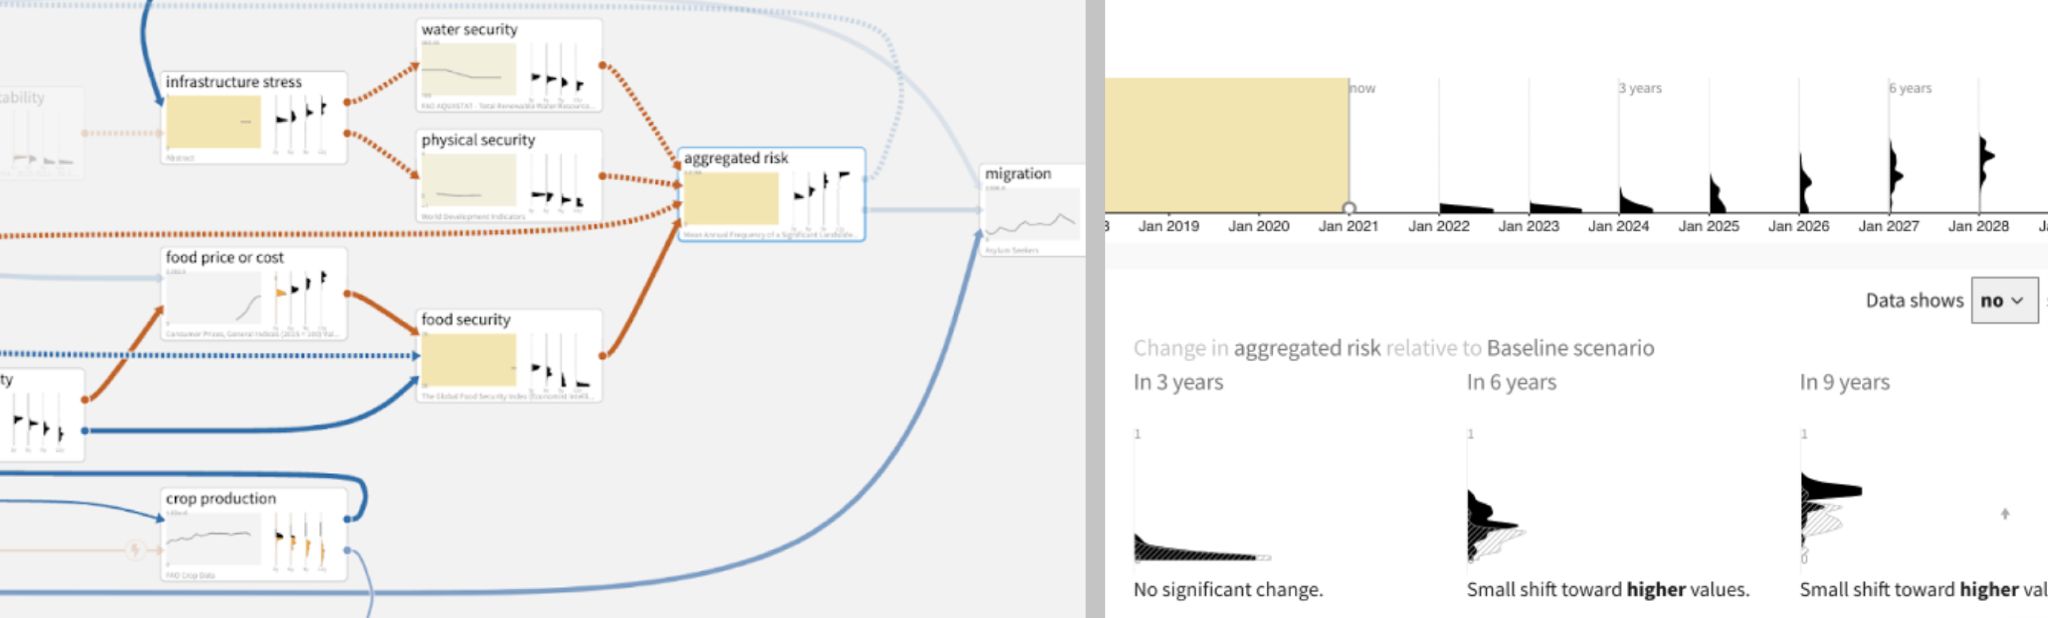 water security
FAO AQUASTAT - Total Renewable Water Resource...
infrastructure stress
Abstract
tability
physical security
World Development Indicators
aggregated risk
Mean Annual Frequency of a Significant Landslide...
migration
Asylum Seekers
food price or cost
Consumer Prices, General Indices (2015 = 100) Val...
food security
The Global Food Security Index (Economist Intelli...
ty
crop production
FAO Crop Data
now
3 years
6 years
8
Jan 2019
Jan 2020
Jan 2021
Jan 2022
Jan 2023
Jan 2024
Jan 2025
Jan 2026
Jan 2027
Jan 2028
Data shows no
Change in aggregated risk relative to Baseline scenario
In 3 years
In 6 years
In 9 years
1
1
1
0
No significant change.
Small shift toward higher values.
Small shift toward higher val